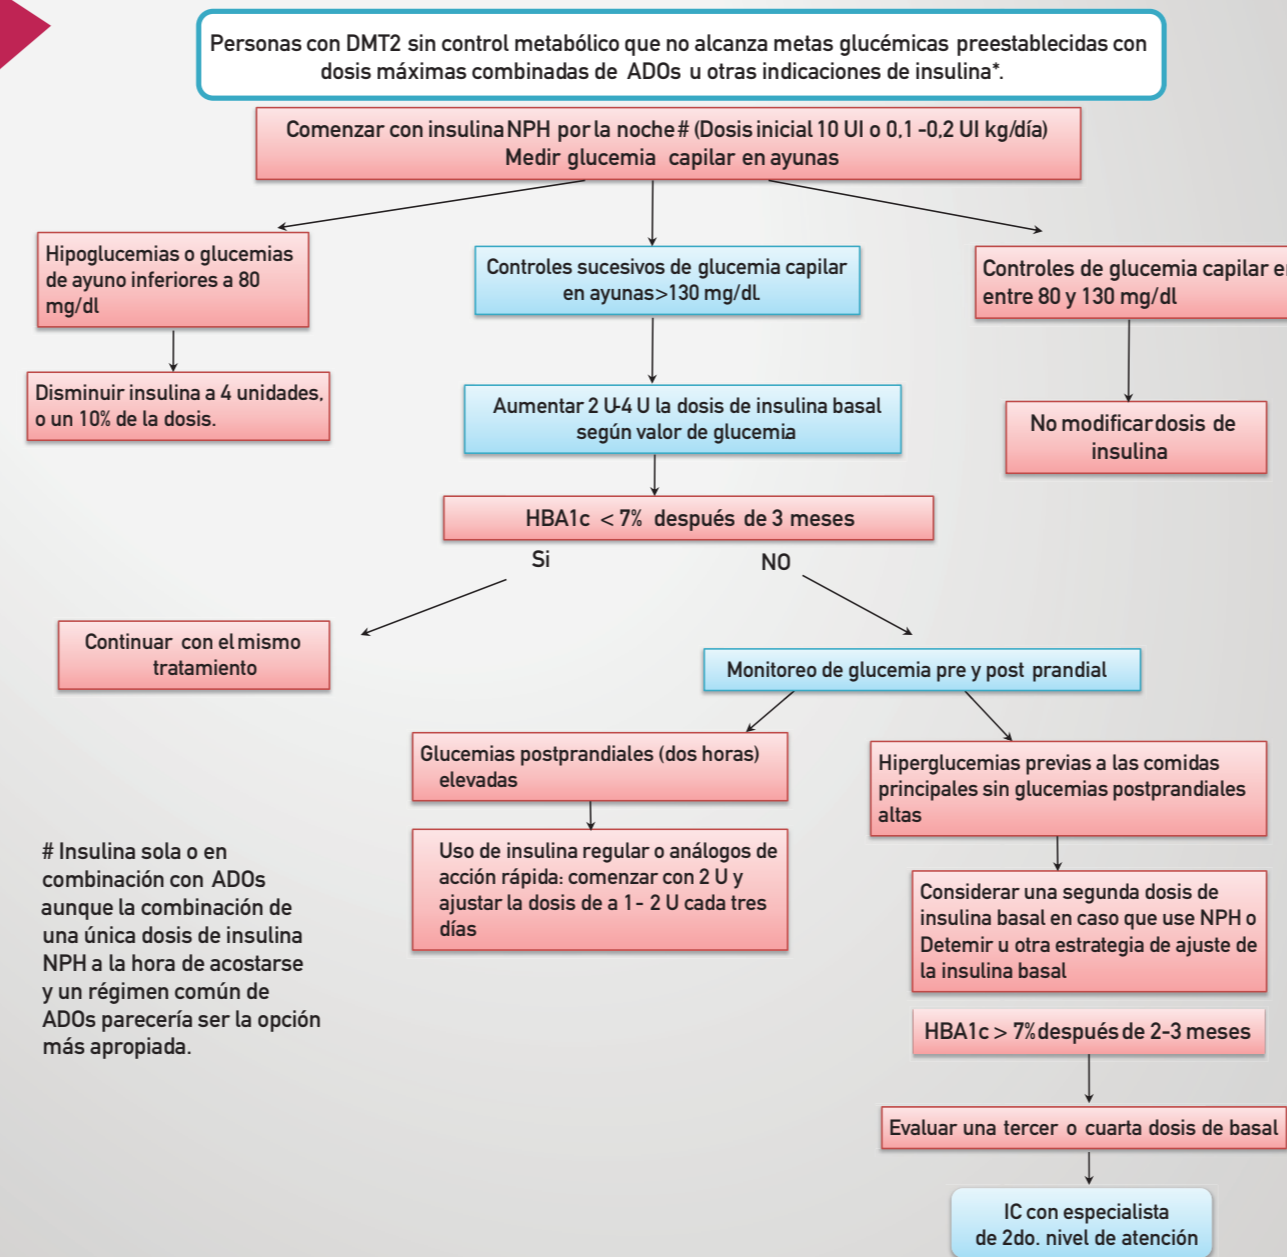 Personas con DMT2 sin control metabólico que no alcanza metas glucémicas preestablecidas con
dosis máximas combinadas de ADOs u otras indicaciones de insulina*.
Comenzar con insulina NPH por la noche # (Dosis inicial 10 UI o 0,1 -0,2 UI kg/día)
Medir glucemia capilar en ayunas
Hipoglucemias o glucemias
de ayuno inferiores a 80
mg/dl
Disminuir insulina a 4 unidades,
o un 10% de la dosis.
Controles sucesivos de glucemia capilar
en ayunas>130 mg/dL
Aumentar 2 U-4 U la dosis de insulina basal
según valor de glucemia
Controles de glucemia capilar en
entre 80 y 130 mg/dl
No modificar dosis de
insulina
HBA1c < 7% después de 3 meses
Si
NO
Continuar con el mismo
tratamiento
Monitoreo de glucemia pre y post prandial
Glucemias postprandiales (dos horas)
elevadas
Uso de insulina regular o análogos de
acción rápida: comenzar con 2 U y
ajustar la dosis de a 1 - 2 U cada tres
días
Hiperglucemias previas a las comidas
principales sin glucemias postprandiales
altas
Considerar una segunda dosis de
insulina basal en caso que use NPH o
Detemir u otra estrategia de ajuste de
la insulina basal
HBA1c > 7% después de 2-3 meses
Evaluar una tercer o cuarta dosis de basal
IC con especialista
de 2do. nivel de atención
# Insulina sola o en
combinación con ADOs
aunque la combinación de
una única dosis de insulina
NPH a la hora de acostarse
y un régimen común de
ADOs parecería ser la opción
más apropiada.